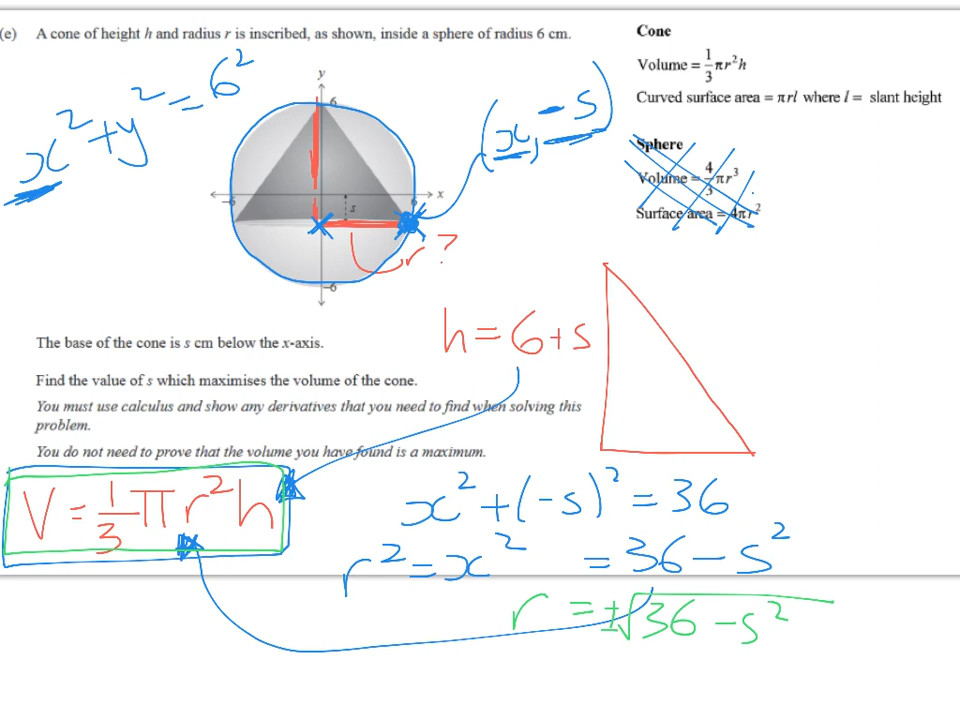 (e) A cone of height h and radius r is inscribed, as shown, inside a sphere of radius 6 cm.
Cone
Volume = 1/3 πr²h
Curved surface area = πrl where l = slant height
Sphere
Volume = 4/3 πr³
Surface area = 4πr²
x² + y² = 6²
y
6
(x, -s)
-6
6
x
s
r ?
-6
h = 6 + s
The base of the cone is s cm below the x-axis.
Find the value of s which maximises the volume of the cone.
You must use calculus and show any derivatives that you need to find when solving this
problem.
You do not need to prove that the volume you have found is a maximum.
V = 1/3 π r² h
x² + (-s)² = 36
r² = x² = 36 - s²
r = ±√36 - s²